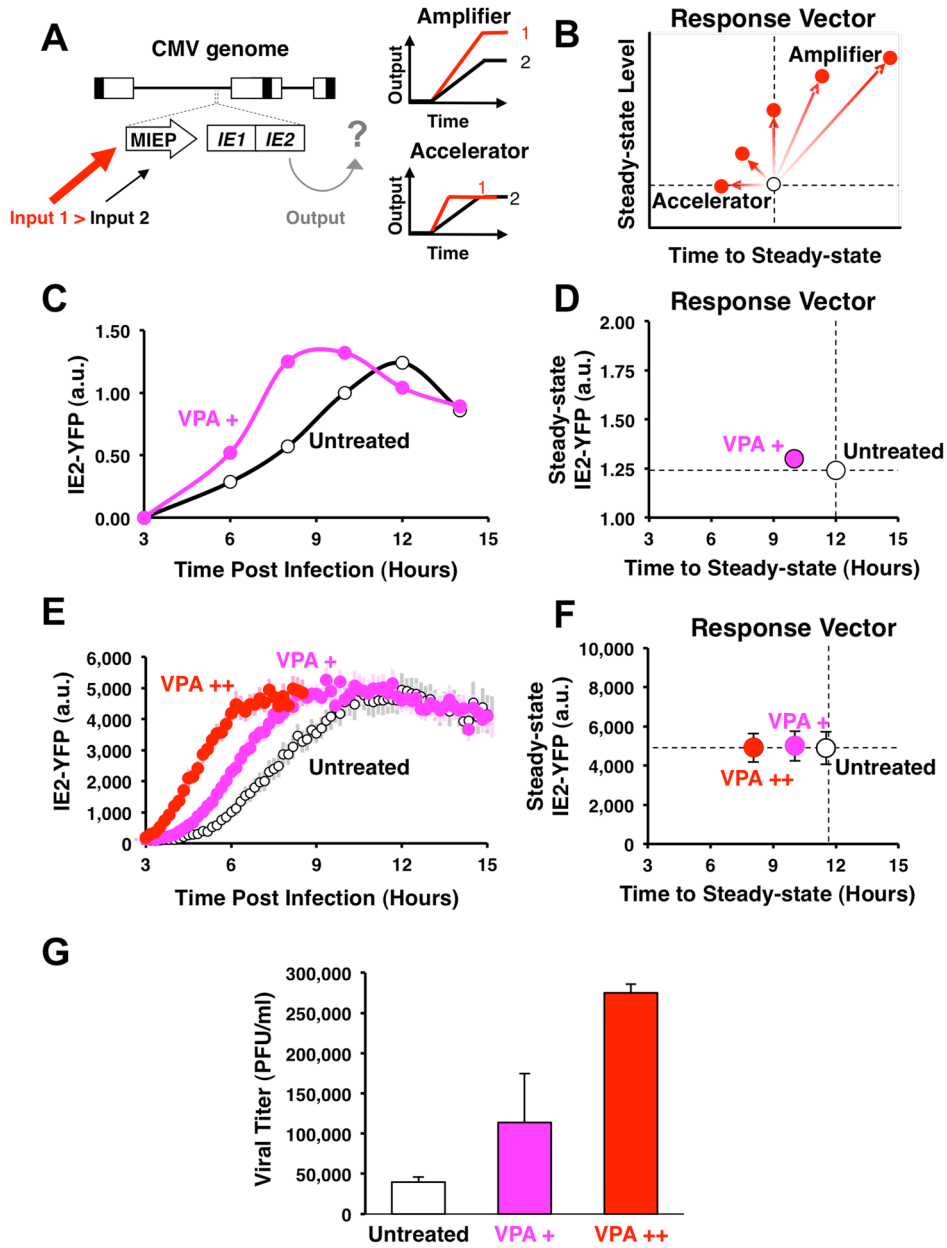 A
CMV genome
MIEP
IE1
IE2
?
Input 1 > Input 2
Output
Amplifier
Output
1
2
Time
Accelerator
Output
1
2
Time
B
Response Vector
Steady-state Level
Amplifier
Accelerator
Time to Steady-state
C
IE2-YFP (a.u.)
1.50
1.00
0.50
0.00
VPA +
Untreated
3 6 9 12 15
Time Post Infection (Hours)
D
Response Vector
Steady-state
IE2-YFP (a.u.)
2.00
1.75
1.50
1.25
1.00
VPA +
Untreated
3 6 9 12 15
Time to Steady-state (Hours)
E
IE2-YFP (a.u.)
6,000
5,000
4,000
3,000
2,000
1,000
0
VPA ++
VPA +
Untreated
3 6 9 12 15
Time Post Infection (Hours)
F
Response Vector
Steady-state
IE2-YFP (a.u.)
10,000
8,000
6,000
4,000
2,000
0
VPA +
VPA ++
Untreated
3 6 9 12 15
Time to Steady-state (Hours)
G
Viral Titer (PFU/ml)
300,000
250,000
200,000
150,000
100,000
50,000
0
Untreated
VPA +
VPA ++